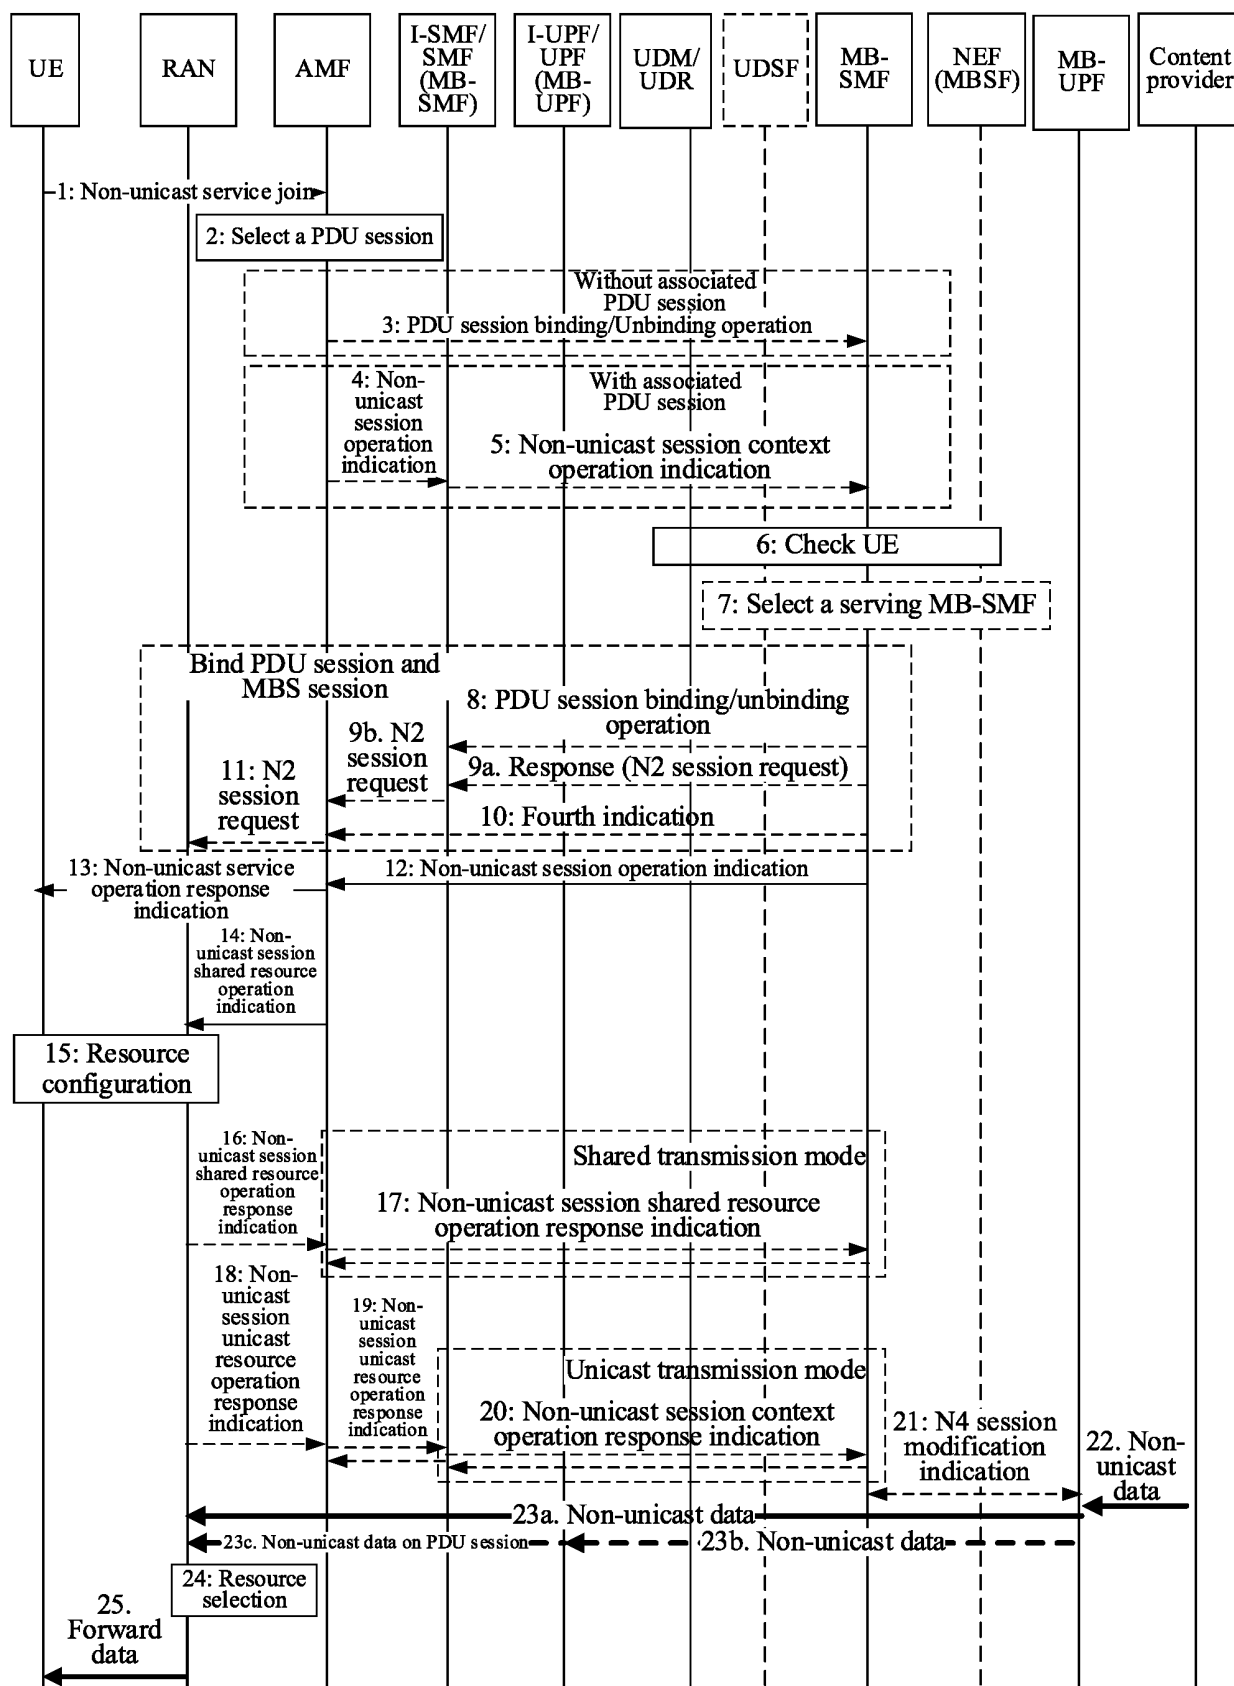 UE
RAN
AMF
I-SMF/
SMF
(MB-
SMF)
I-UPF/
UPF
(MB-
UPF)
UDM/
UDR
UDSF
MB-
SMF
NEF
(MBSF)
MB-
UPF
Content
provider
1: Non-unicast service join
2: Select a PDU session
Without associated
PDU session
3: PDU session binding/Unbinding operation
4: Non-
unicast
session
operation
indication
With associated
PDU session
5: Non-unicast session context
operation indication
6: Check UE
7: Select a serving MB-SMF
Bind PDU session and
MBS session
8: PDU session binding/unbinding
operation
9b. N2
session
request
9a. Response (N2 session request)
11: N2
session
request
10: Fourth indication
13: Non-unicast service
operation response
indication
12: Non-unicast session operation indication
14: Non-
unicast session
shared resource
operation
indication
15: Resource
configuration
16: Non-
unicast session
shared resource
operation
response
indication
Shared transmission mode
17: Non-unicast session shared resource
operation response indication
18: Non-
unicast
session
unicast
resource
operation
response
indication
19: Non-
unicast
session
unicast
resource
operation
response
indication
Unicast transmission mode
20: Non-unicast session context
operation response indication
21: N4 session
modification
indication
22. Non-
unicast
data
23a. Non-unicast data
23c. Non-unicast data on PDU session
23b. Non-unicast data
24: Resource
selection
25.
Forward
data